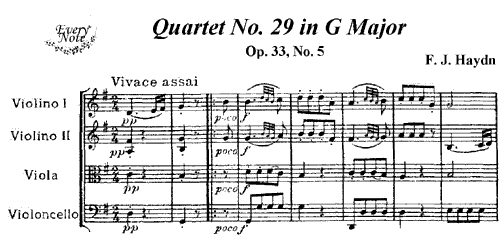 Every
Note
Quartet No. 29 in G Major
Op. 33, No. 5
F. J. Haydn
Vivace assai
Violino I
pp
poco f
Violino II
pp
poco f
Viola
pp
poco f
Violoncello
pp
poco f